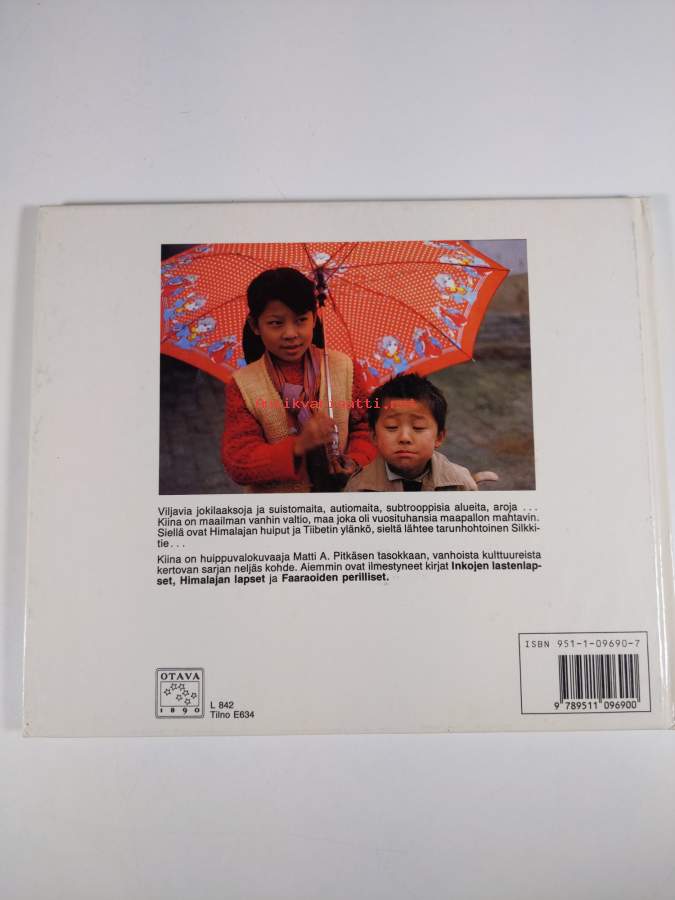 Viljavia jokilaaksoja ja suistomaita, autiomaita, subtrooppisia alueita, aroja ...
Kiina on maailman vanhin valtio, maa joka oli vuosituhansia maapallon mahtavin.
Siellä ovat Himalajan huiput ja Tiibetin ylänkö, sieltä lähtee tarunhohtoinen Silkki-
tie...
Kiina on huippuvalokuvaaja Matti A. Pitkäsen tasokkaan, vanhoista kulttuureista
kertovan sarjan neljäs kohde. Aiemmin ovat ilmestyneet kirjat Inkojen lastenlap-
set, Himalajan lapset ja Faaraoiden perilliset.
ISBN 951-1-09690-7
9 789511 096900
OTAVA
1890
L 842
Tilno E634